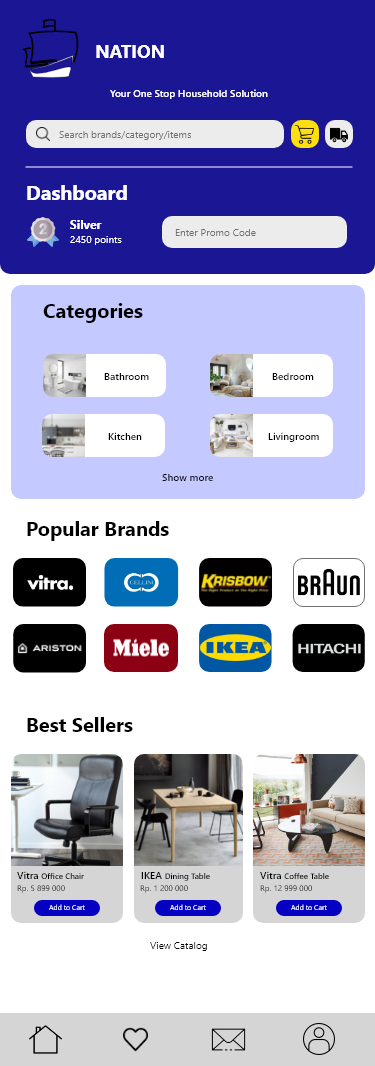 NATION
Your One Stop Household Solution
Search brands/category/items
Dashboard
2
Silver
2450 points
Enter Promo Code
Categories
Bathroom
Bedroom
Kitchen
Livingroom
Show more
Popular Brands
vitra.
CELLINI
KRISBOW
The Right Product on The Right Price
BRAUN
ARISTON
Miele
IKEA
HITACHI
Best Sellers
Vitra Office Chair
Rp. 5 899 000
Add to Cart
IKEA Dining Table
Rp. 1 200 000
Add to Cart
Vitra Coffee Table
Rp. 12 999 000
Add to Cart
View Catalog